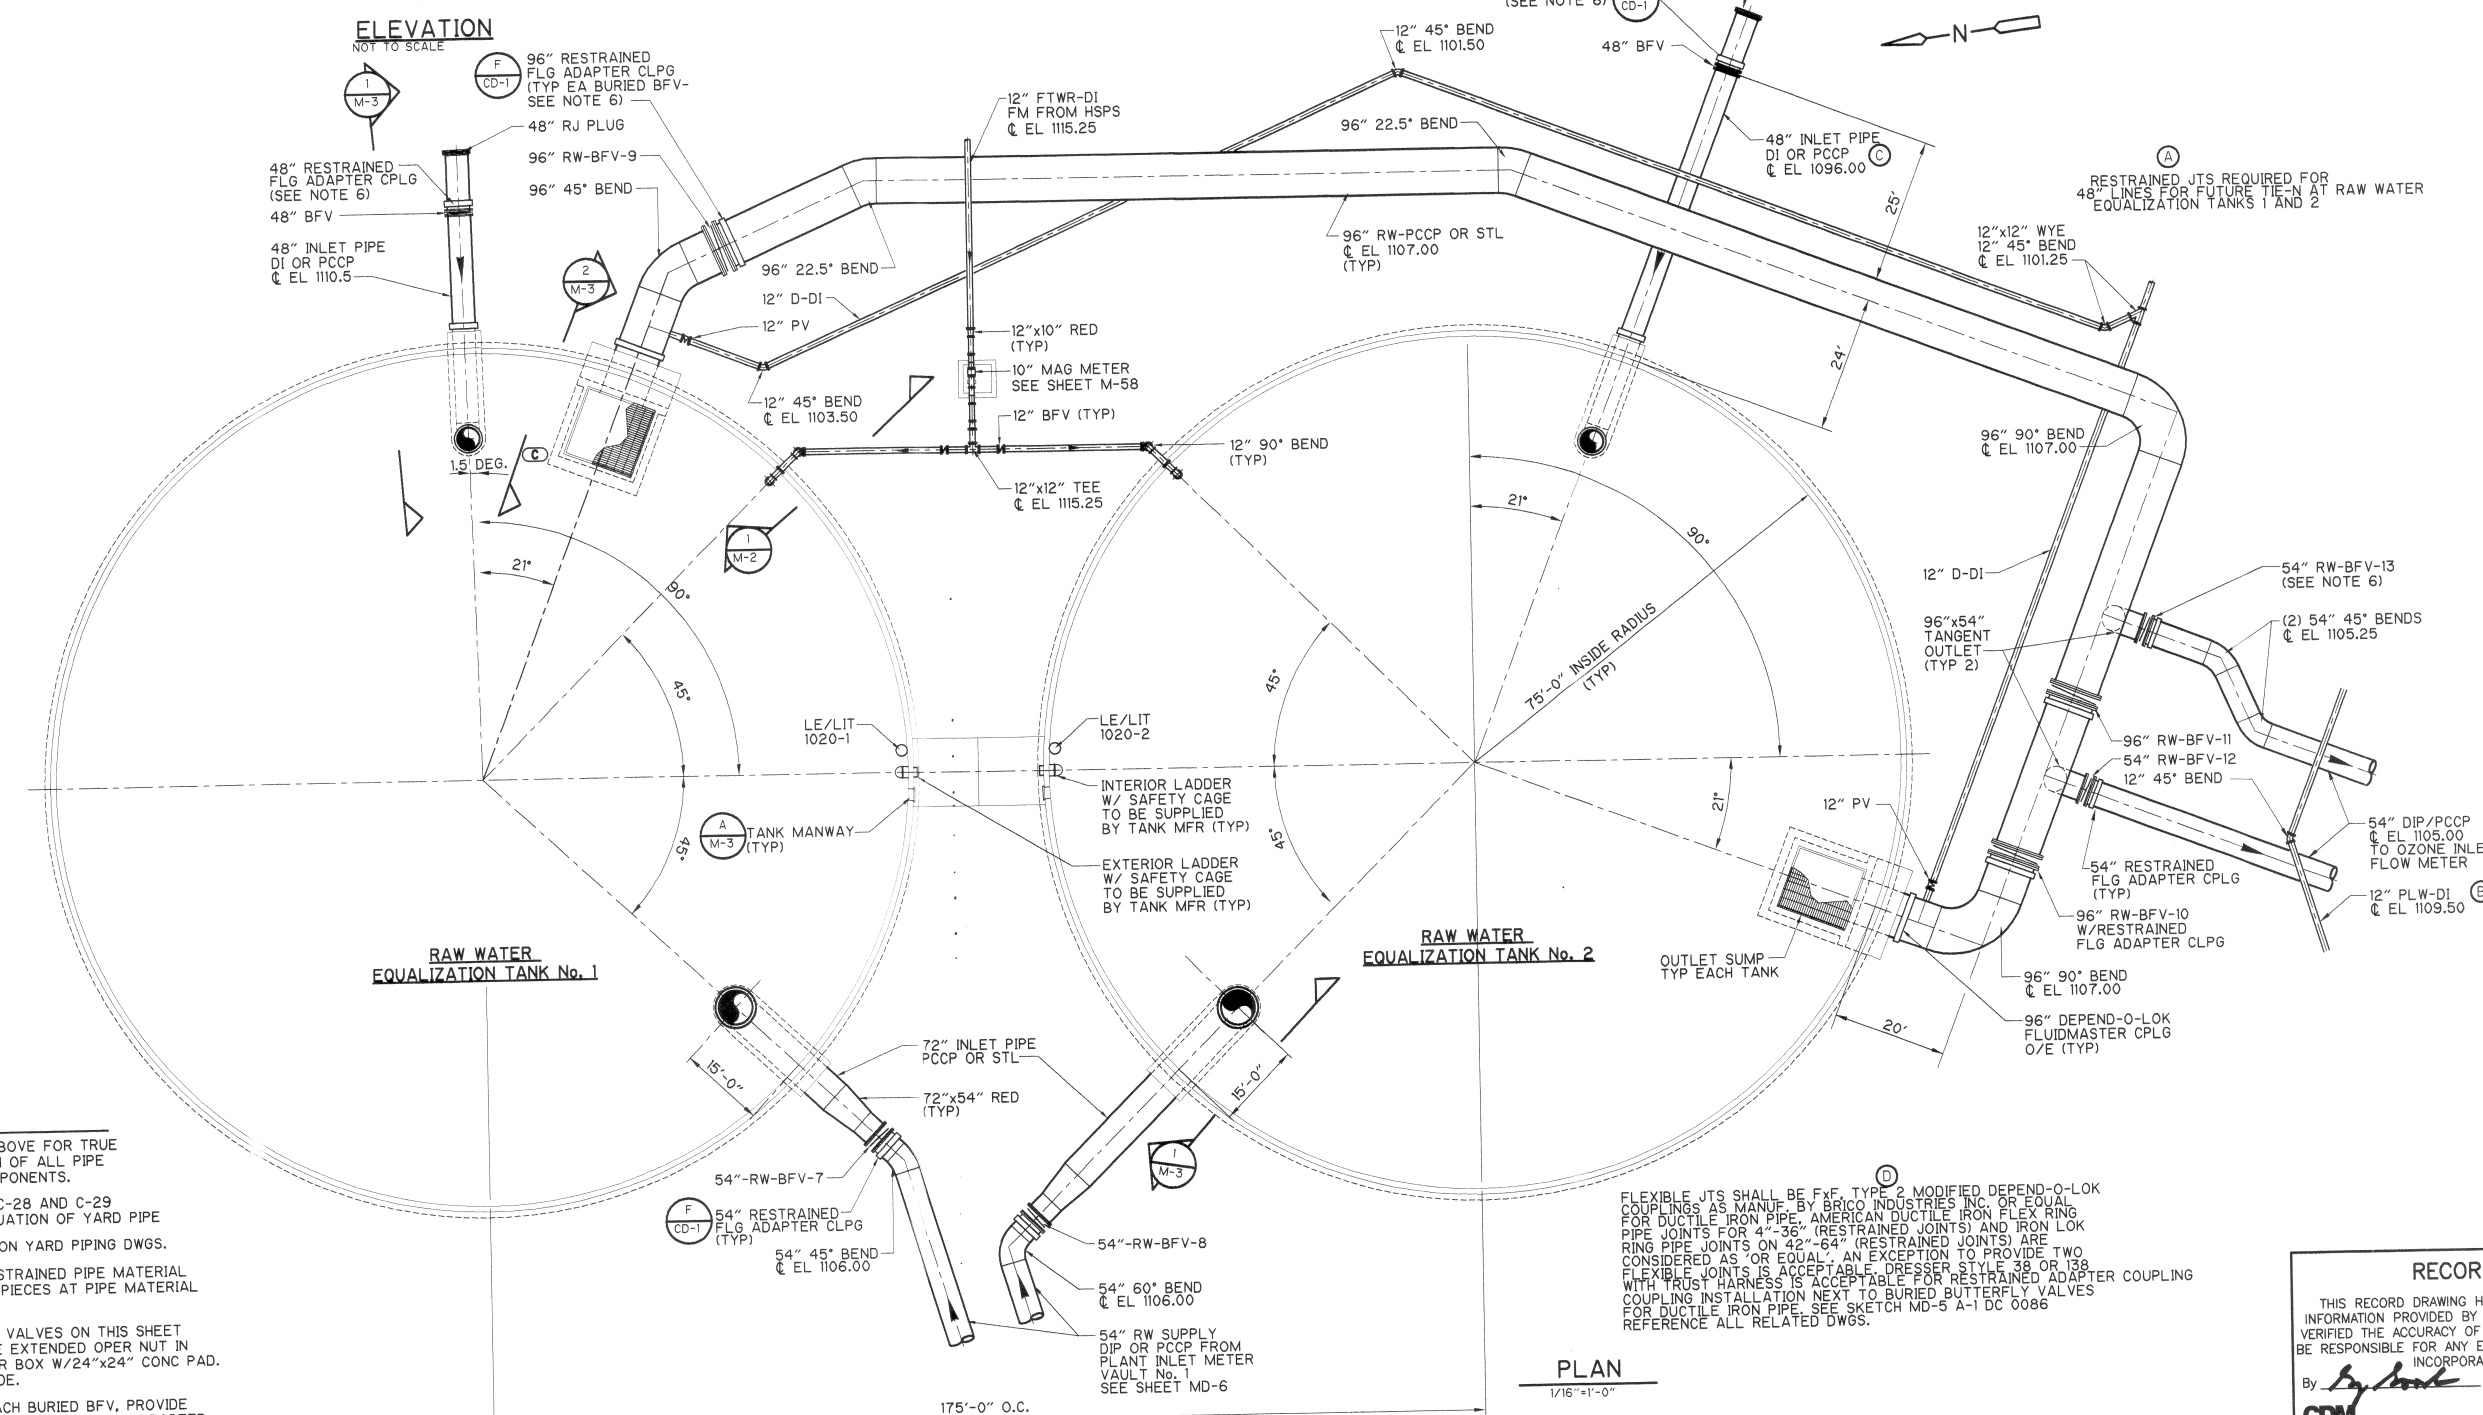 ELEVATION
NOT TO SCALE
1
M-3
F
CD-1
96" RESTRAINED
FLG ADAPTER CLPG
(TYP EA BURIED BFV-
SEE NOTE 6)
48" RJ PLUG
48" RESTRAINED
FLG ADAPTER CPLG
(SEE NOTE 6)
48" BFV
48" INLET PIPE
DI OR PCCP
℄ EL 1110.5
96" RW-BFV-9
96" 45° BEND
2
M-3
96" 22.5° BEND
12" D-DI
12" PV
12" 45° BEND
℄ EL 1103.50
12" FTWR-DI
FM FROM HSPS
℄ EL 1115.25
12"x10" RED
(TYP)
10" MAG METER
SEE SHEET M-58
12" BFV (TYP)
12" 90° BEND
(TYP)
12"x12" TEE
℄ EL 1115.25
12" 45° BEND
℄ EL 1101.50
96" 22.5° BEND
96" RW-PCCP OR STL
℄ EL 1107.00
(TYP)
(SEE NOTE 6)
CD-1
48" BFV
N
48" INLET PIPE
DI OR PCCP
℄ EL 1096.00
C
25'
24'
A
RESTRAINED JTS REQUIRED FOR
48" LINES FOR FUTURE TIE-N AT RAW WATER
EQUALIZATION TANKS 1 AND 2
12"x12" WYE
12" 45° BEND
℄ EL 1101.25
96" 90° BEND
℄ EL 1107.00
1.5 DEG.
C
21°
90°
45°
45°
1
M-2
21°
90°
75'-0" INSIDE RADIUS
(TYP)
45°
45°
21°
12" D-DI
54" RW-BFV-13
(SEE NOTE 6)
(2) 54" 45° BENDS
℄ EL 1105.25
96"x54"
TANGENT
OUTLET
(TYP 2)
96" RW-BFV-11
54" RW-BFV-12
12" 45° BEND
12" PV
54" DIP/PCCP
℄ EL 1105.00
TO OZONE INLE
FLOW METER
54" RESTRAINED
FLG ADAPTER CPLG
(TYP)
12" PLW-DI
℄ EL 1109.50
96" RW-BFV-10
W/RESTRAINED
FLG ADAPTER CLPG
96" 90° BEND
℄ EL 1107.00
96" DEPEND-O-LOK
FLUIDMASTER CPLG
O/E (TYP)
20'
OUTLET SUMP
TYP EACH TANK
LE/LIT
1020-1
LE/LIT
1020-2
A
M-3
TANK MANWAY
(TYP)
INTERIOR LADDER
W/ SAFETY CAGE
TO BE SUPPLIED
BY TANK MFR (TYP)
EXTERIOR LADDER
W/ SAFETY CAGE
TO BE SUPPLIED
BY TANK MFR (TYP)
RAW WATER
EQUALIZATION TANK No. 1
RAW WATER
EQUALIZATION TANK No. 2
15'-0"
72" INLET PIPE
PCCP OR STL
72"x54" RED
(TYP)
15'-0"
54"-RW-BFV-7
F
CD-1
54" RESTRAINED
FLG ADAPTER CLPG
(TYP)
54" 45° BEND
℄ EL 1106.00
1
M-3
54"-RW-BFV-8
54" 60° BEND
℄ EL 1106.00
54" RW SUPPLY
DIP OR PCCP FROM
PLANT INLET METER
VAULT No. 1
SEE SHEET MD-6
175'-0" O.C.
BOVE FOR TRUE
OF ALL PIPE
PONENTS.
C-28 AND C-29
UATION OF YARD PIPE
ON YARD PIPING DWGS.
STRAINED PIPE MATERIAL
PIECES AT PIPE MATERIAL
VALVES ON THIS SHEET
E EXTENDED OPER NUT IN
R BOX W/24"x24" CONC PAD.
DE.
ACH BURIED BFV, PROVIDE
D
FLEXIBLE JTS SHALL BE FxF, TYPE 2 MODIFIED DEPEND-O-LOK
COUPLINGS AS MANUF. BY BRICO INDUSTRIES INC. OR EQUAL
FOR DUCTILE IRON PIPE, AMERICAN DUCTILE IRON FLEX RING
PIPE JOINTS FOR 4"-36" (RESTRAINED JOINTS) AND IRON LOK
RING PIPE JOINTS ON 42"-64" (RESTRAINED JOINTS) ARE
CONSIDERED AS 'OR EQUAL'. AN EXCEPTION TO PROVIDE TWO
FLEXIBLE JOINTS IS ACCEPTABLE. DRESSER STYLE 38 OR 138
WITH TRUST HARNESS IS ACCEPTABLE FOR RESTRAINED ADAPTER COUPLING
COUPLING INSTALLATION NEXT TO BURIED BUTTERFLY VALVES
FOR DUCTILE IRON PIPE. SEE SKETCH MD-5 A-1 DC 0086
REFERENCE ALL RELATED DWGS.
PLAN
1/16"=1'-0"
RECOR
THIS RECORD DRAWING H
INFORMATION PROVIDED BY
VERIFIED THE ACCURACY OF
BE RESPONSIBLE FOR ANY E
INCORPORA
By
CDM